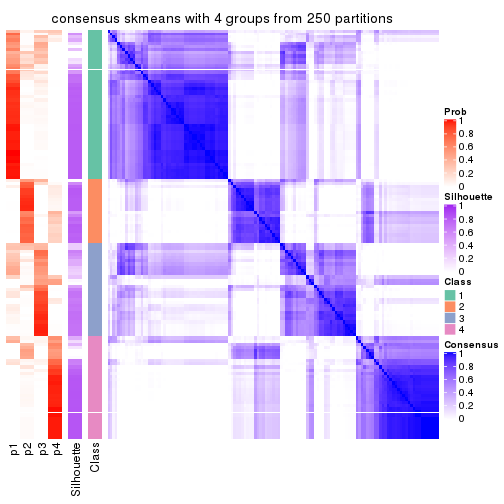 consensus skmeans with 4 groups from 250 partitions
Prob
1
0.8
0.6
0.4
0.2
0
Silhouette
1
0.8
0.6
0.4
0.2
0
Class
1
2
3
4
Consensus
1
0.8
0.6
0.4
0.2
0
p1
p2
p3
p4
Silhouette
Class